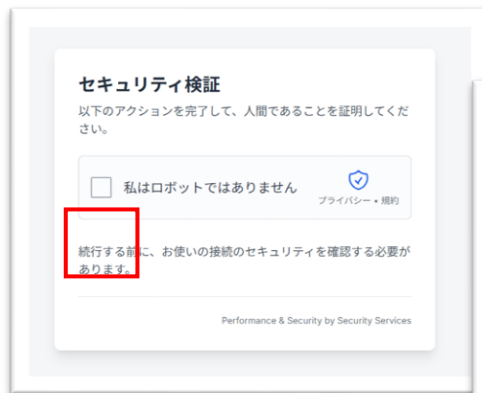 セキュリティ検証
以下のアクションを完了して、人間であることを証明してくだ
さい。
私はロボットではありません
プライバシー • 規約
続行する前に、お使いの接続のセキュリティを確認する必要が
あります。
Performance & Security by Security Services